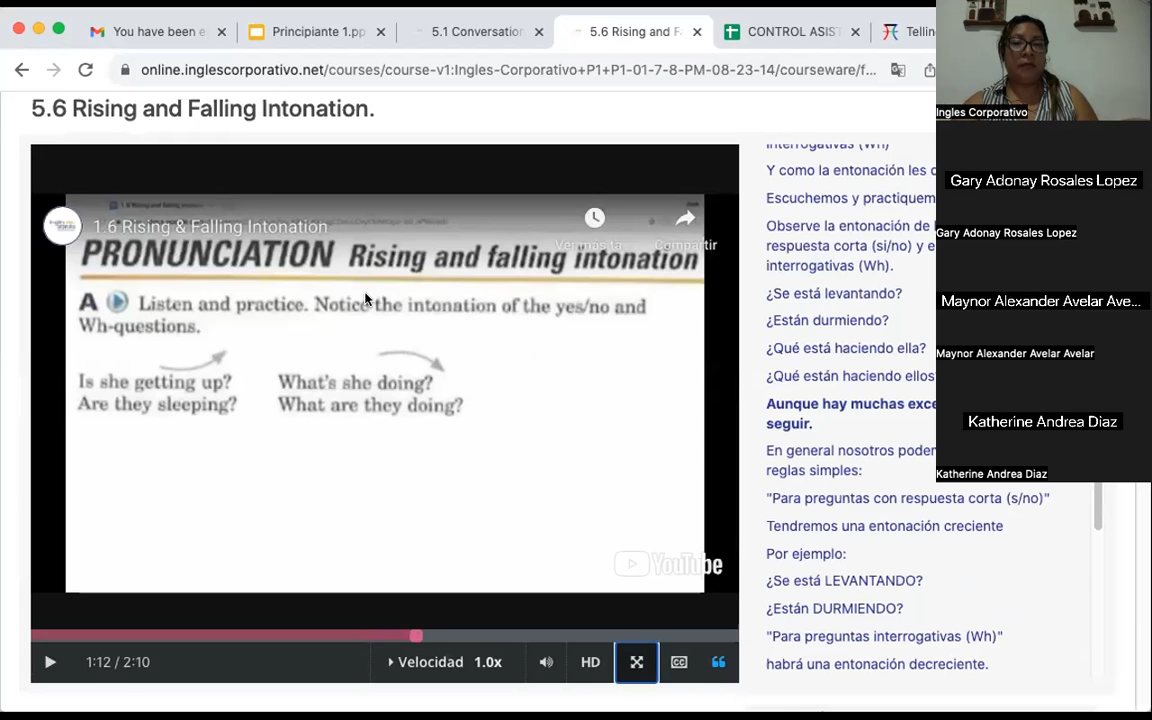 You have been e
Principiante 1.pp
5.1 Conversation
5.6 Rising and F
CONTROL ASIST
Tellin
online.inglescorporativo.net/courses/course-v1:Ingles-Corporativo+P1+P1-01-7-8-PM-08-23-14/courseware/f...
5.6 Rising and Falling Intonation.
1.6 Rising & Falling Intonation
Ver más ta
Compartir
PRONUNCIATION Rising and falling intonation
A Listen and practice. Notice the intonation of the yes/no and
Wh-questions.
Is she getting up? What's she doing?
Are they sleeping? What are they doing?
YouTube
1:12 / 2:10
Velocidad 1.0x
HD
CC
interrogativas (Wh)
Y como la entonación les c
Escuchemos y practiquem
Observe la entonación de l
respuesta corta (si/no) y e
interrogativas (Wh).
¿Se está levantando?
¿Están durmiendo?
¿Qué está haciendo ella?
¿Qué están haciendo ellos
Aunque hay muchas exce
seguir.
En general nosotros poder
reglas simples:
"Para preguntas con respuesta corta (s/no)"
Tendremos una entonación creciente
Por ejemplo:
¿Se está LEVANTANDO?
¿Están DURMIENDO?
"Para preguntas interrogativas (Wh)"
habrá una entonación decreciente.
Ingles Corporativo
Gary Adonay Rosales Lopez
Gary Adonay Rosales Lopez
Maynor Alexander Avelar Ave...
Maynor Alexander Avelar Avelar
Katherine Andrea Diaz
Katherine Andrea Diaz